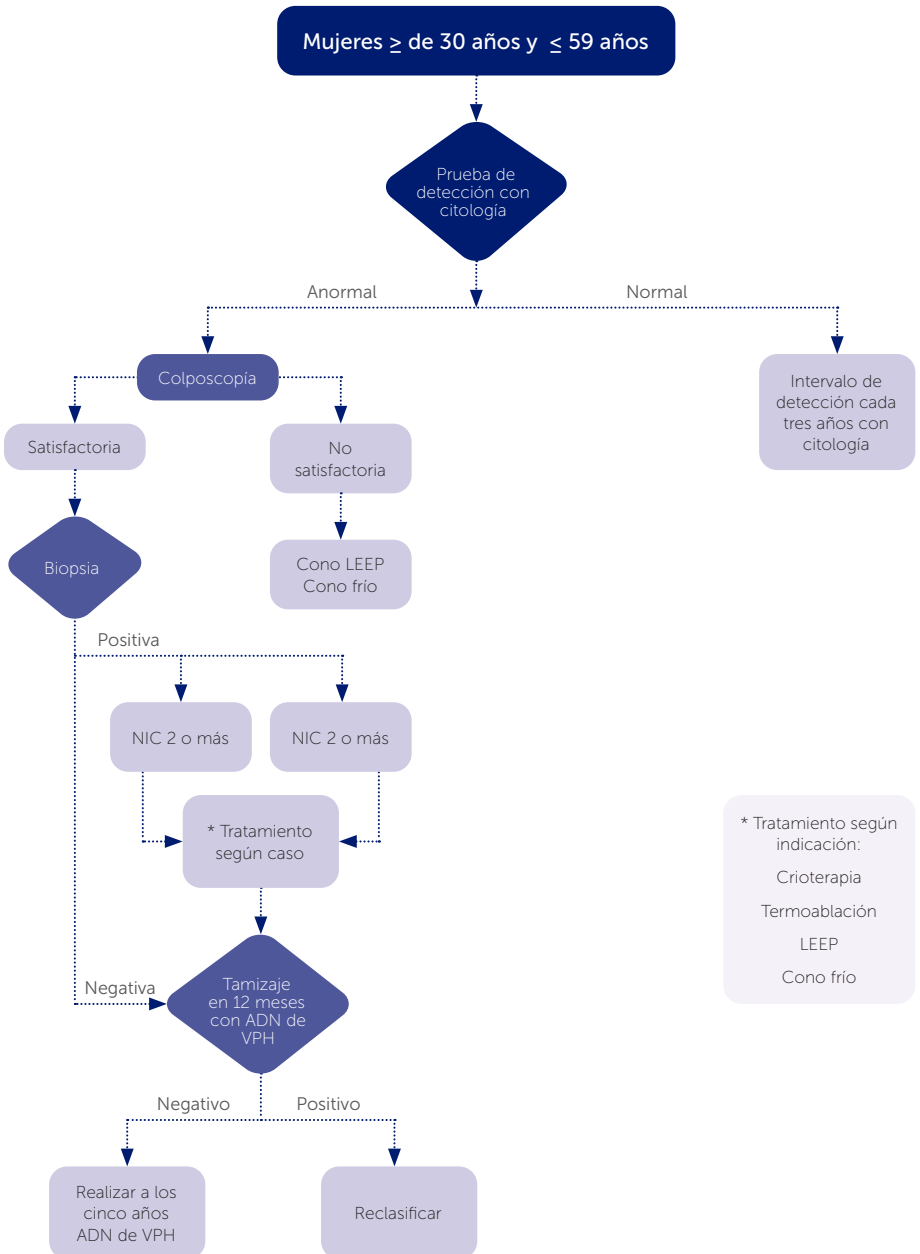 Mujeres ≥ de 30 años y ≤ 59 años
Prueba de
detección con
citología
Anormal
Normal
Colposcopía
Intervalo de
detección cada
tres años con
citología
Satisfactoria
No
satisfactoria
Biopsia
Cono LEEP
Cono frío
Positiva
NIC 2 o más
NIC 2 o más
* Tratamiento
según caso
* Tratamiento según
indicación:
Crioterapia
Termoablación
LEEP
Cono frío
Negativa
Tamizaje
en 12 meses
con ADN de
VPH
Negativo
Positivo
Realizar a los
cinco años
ADN de VPH
Reclasificar